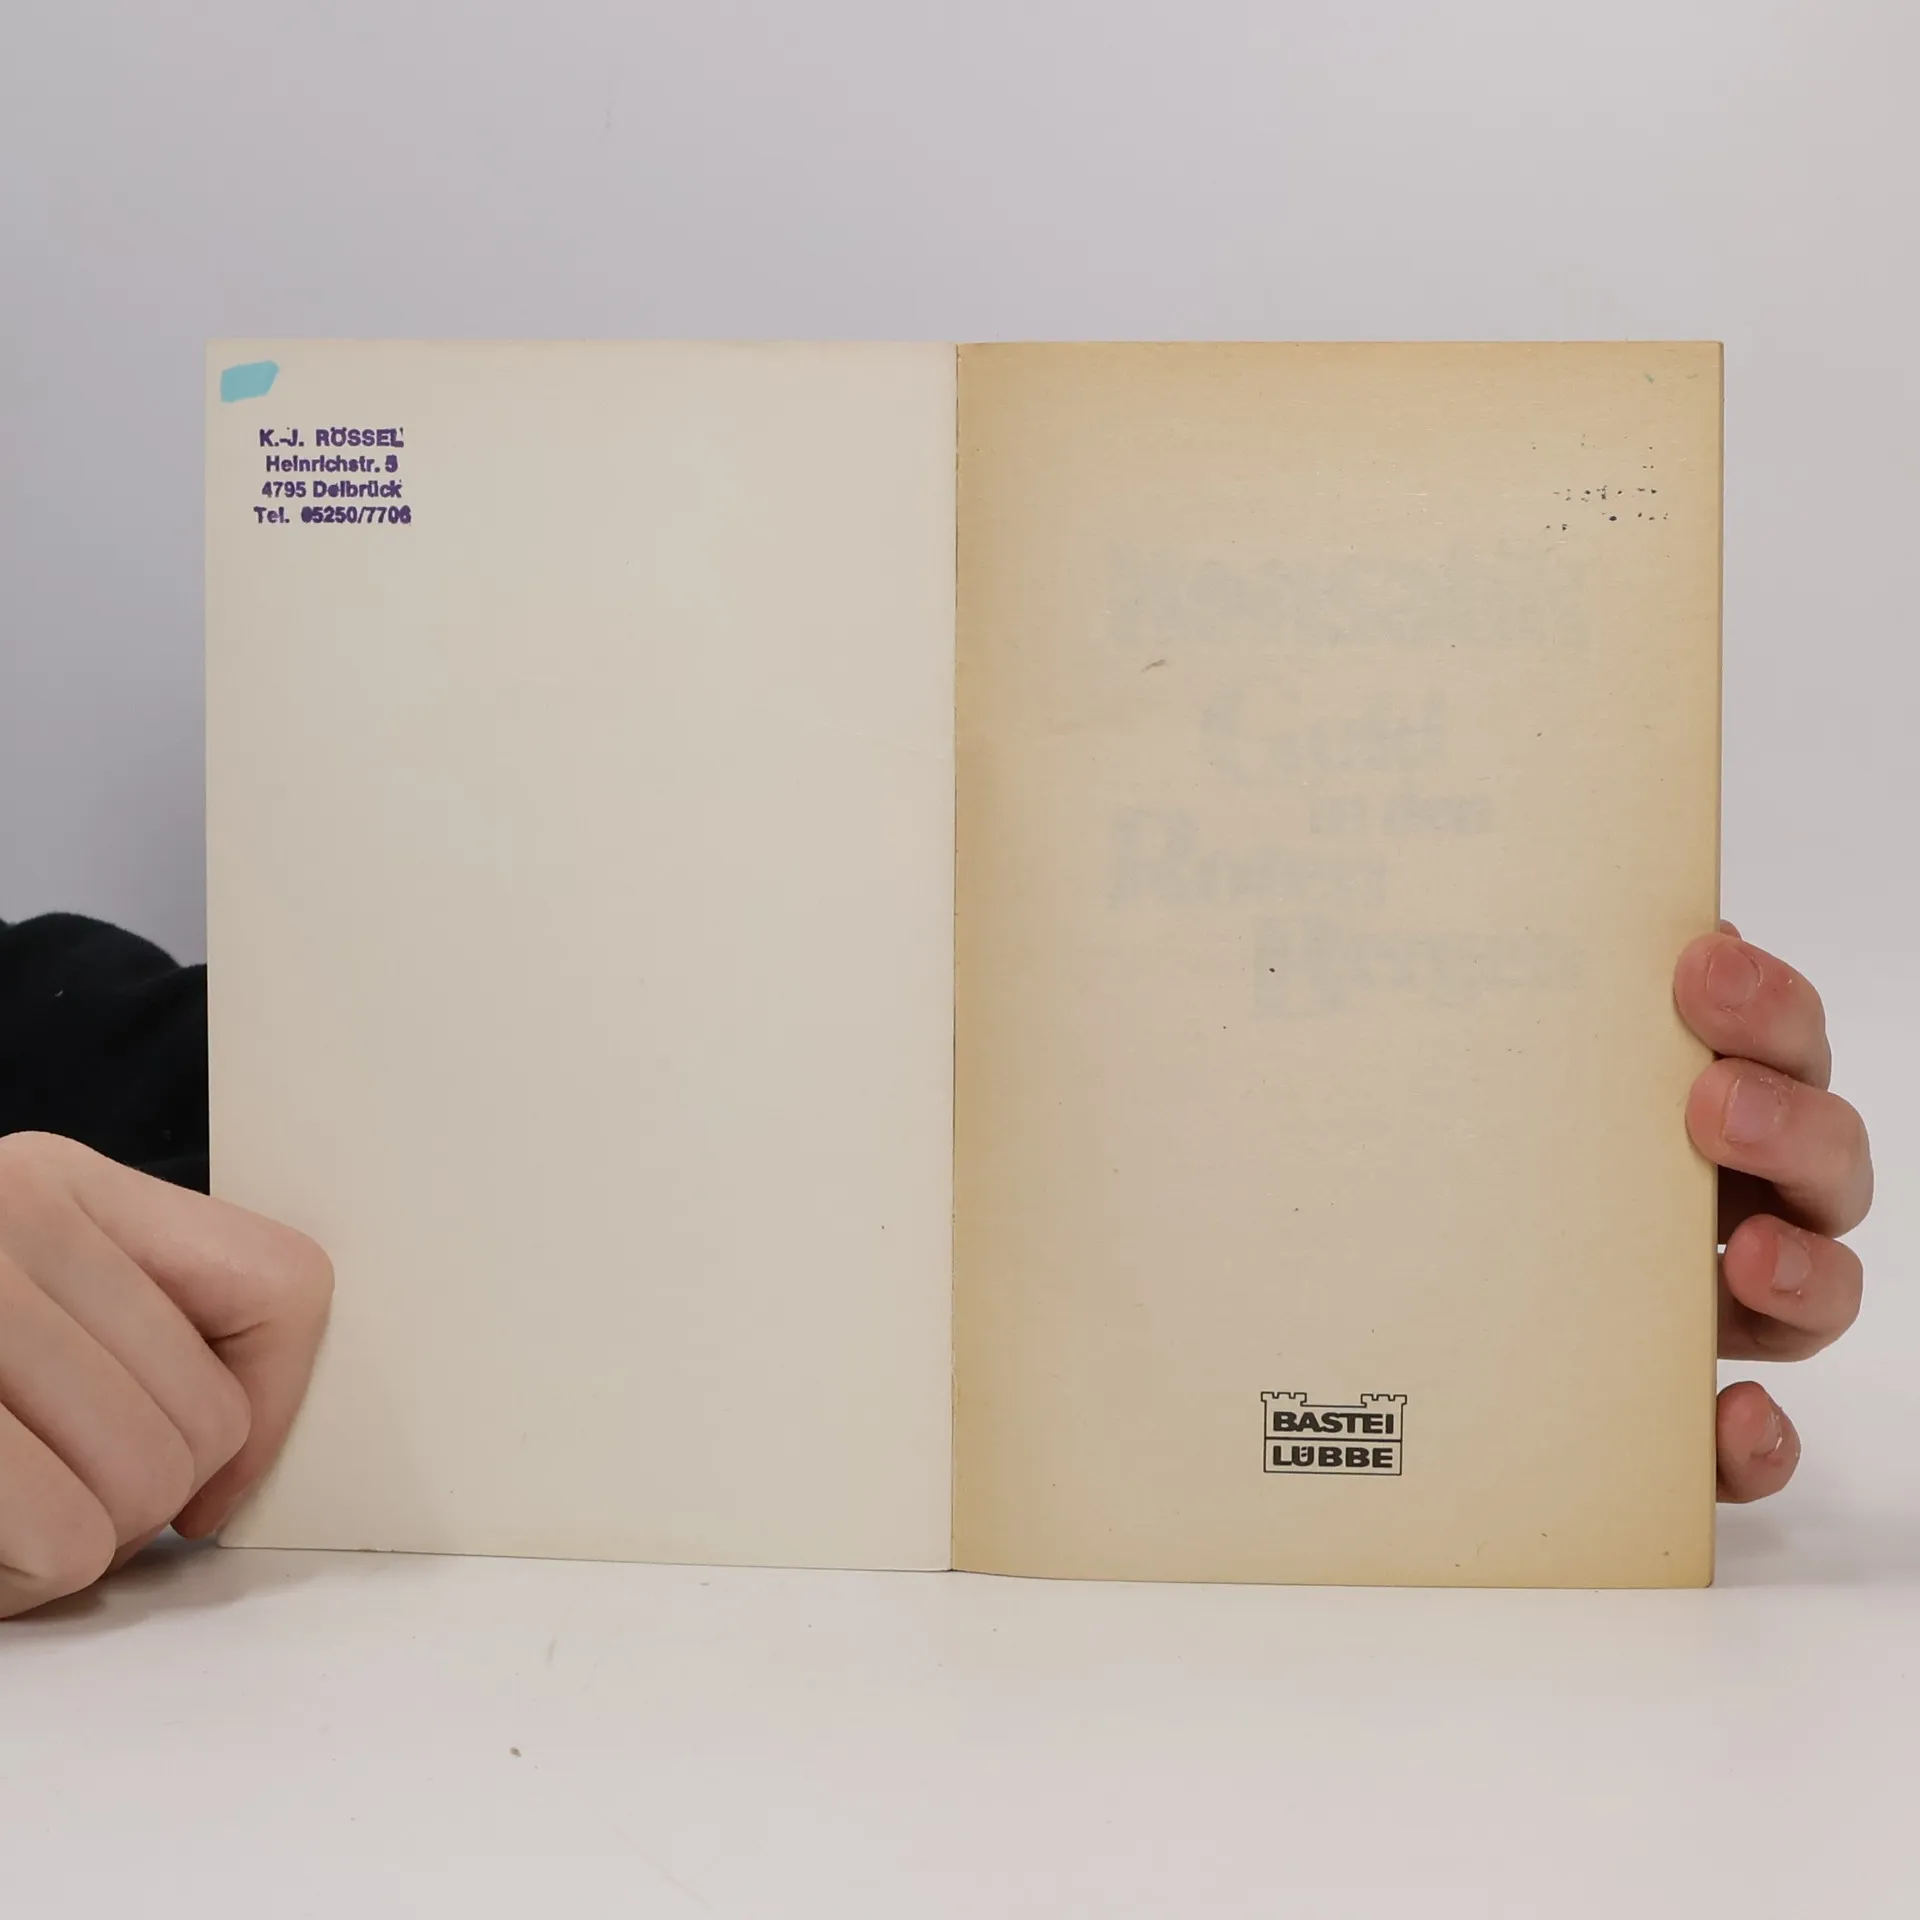 K.-J. RÖSSEL
Heinrichstr. 5
4795 Delbrück
Tel. 05250/7706
BASTEI
LÜBBE